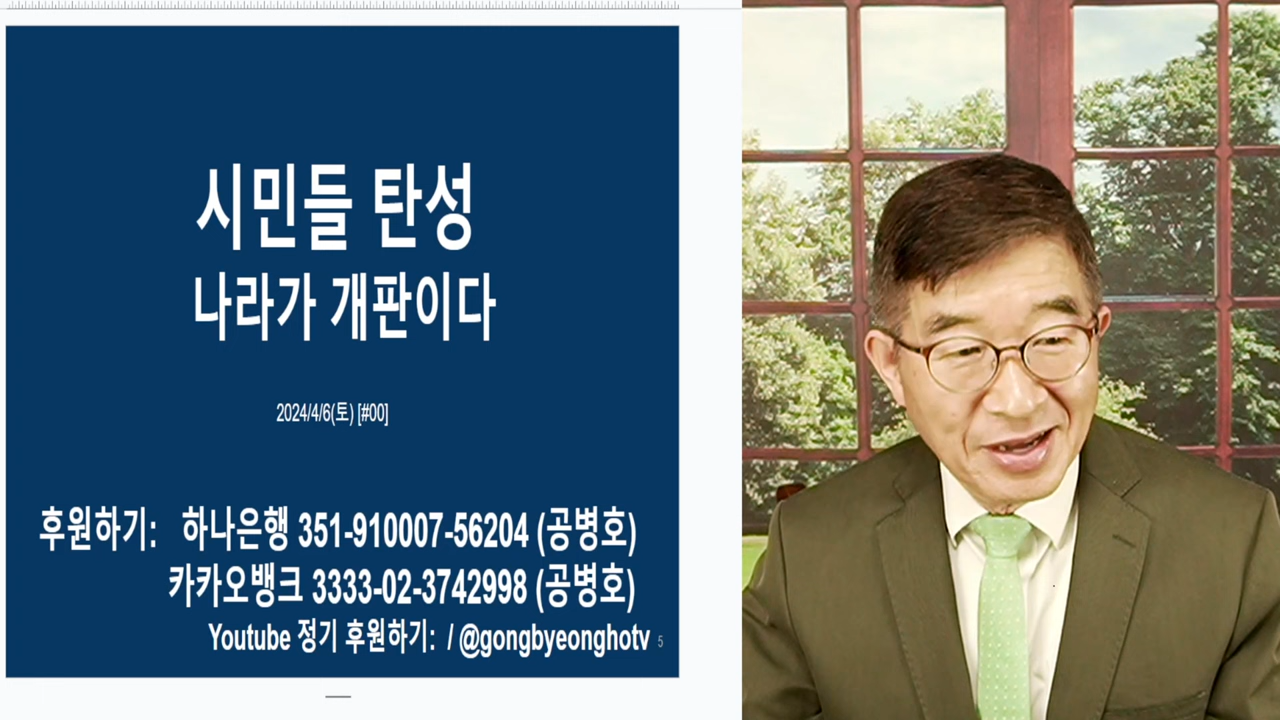 시민들 탄성
나라가 개판이다
2024/4/6(토) [#00]
후원하기: 하나은행 351-910007-56204 (공병호)
카카오뱅크 3333-02-3742998 (공병호)
Youtube 정기 후원하기: / @gongbyeonghotv 5